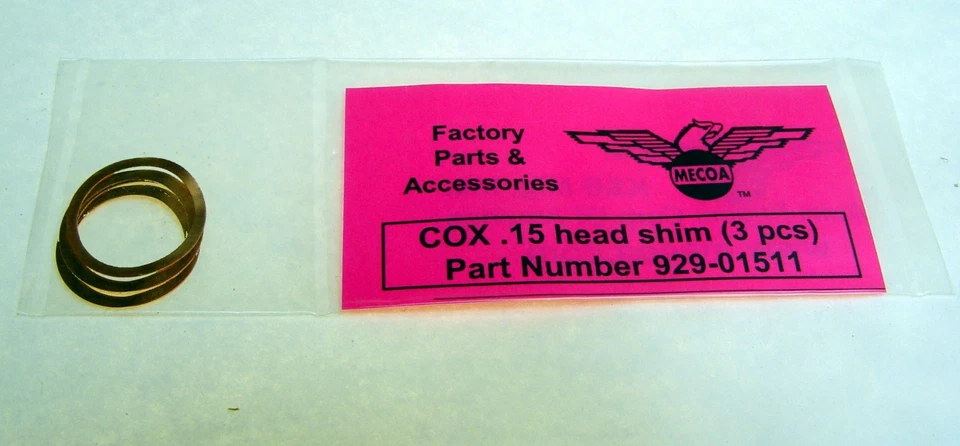 Factory
Parts &
Accessories
MECOA
TM
COX .15 head shim (3 pcs)
Part Number 929-01511